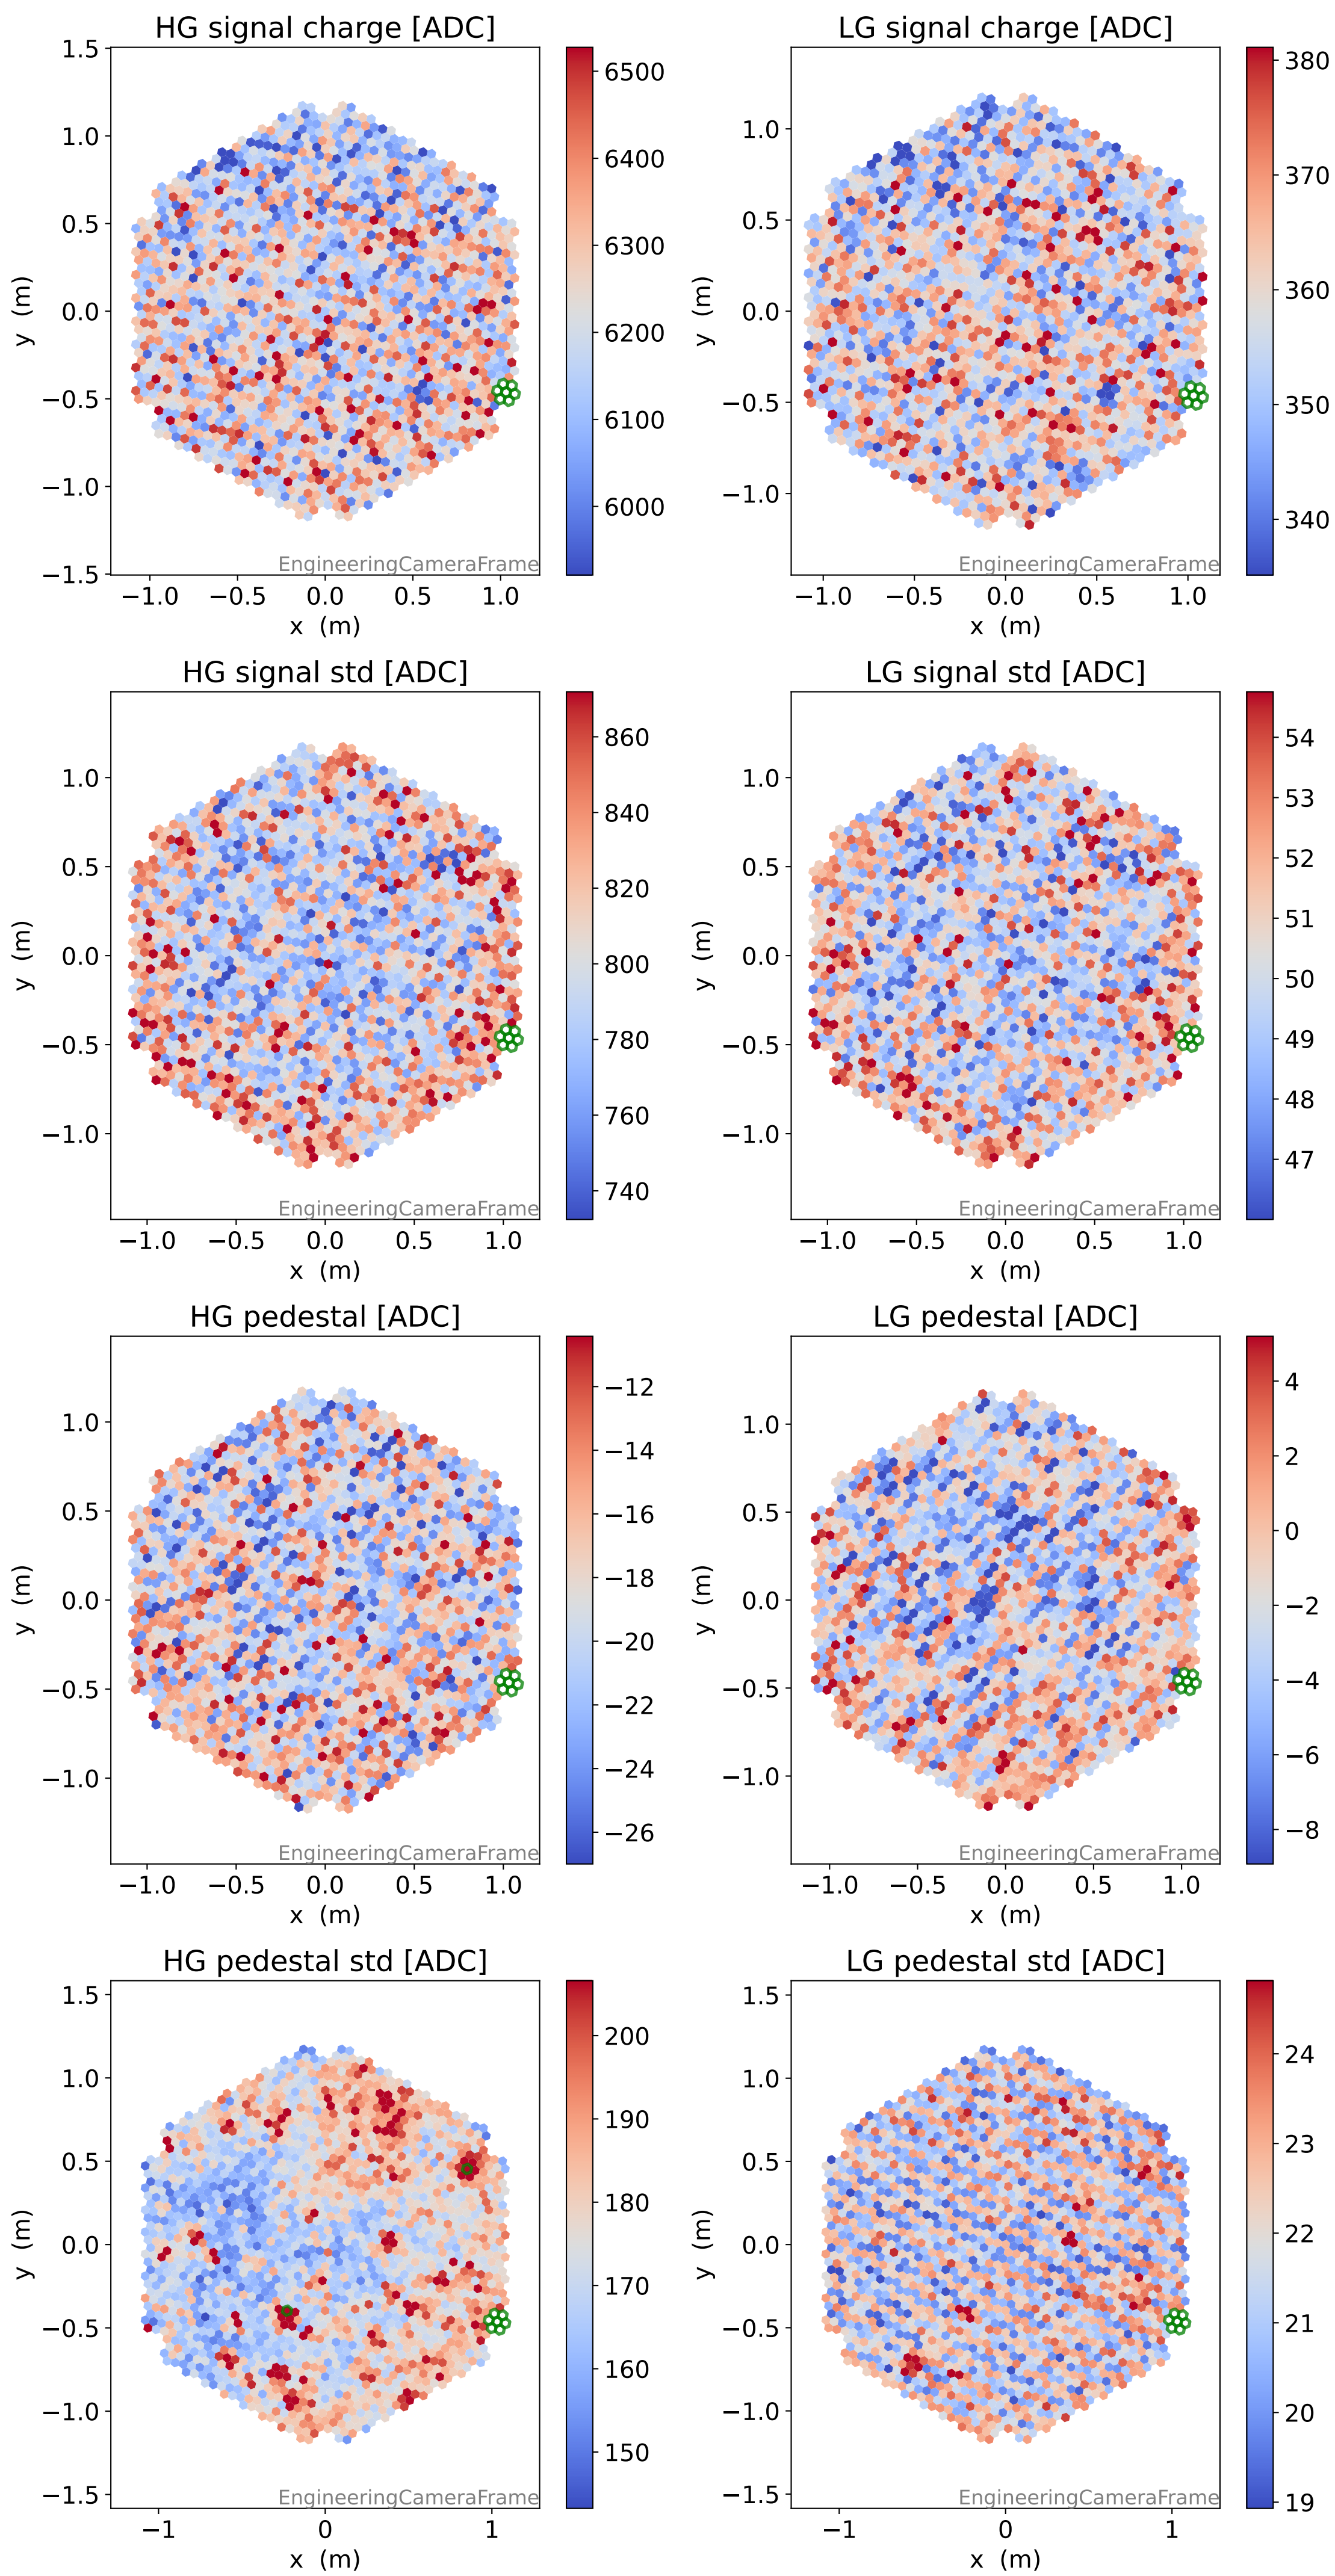 HG signal charge [ADC]
LG signal charge [ADC]
1.5
1.0
0.5
0.0
−0.5
−1.0
−1.5
y (m)
−1.0 −0.5 0.0 0.5 1.0
x (m)
EngineeringCameraFrame
6500
6400
6300
6200
6100
6000
1.0
0.5
0.0
−0.5
−1.0
y (m)
−1.0 −0.5 0.0 0.5 1.0
x (m)
EngineeringCameraFrame
380
370
360
350
340
HG signal std [ADC]
LG signal std [ADC]
1.0
0.5
0.0
−0.5
−1.0
y (m)
−1.0 −0.5 0.0 0.5 1.0
x (m)
EngineeringCameraFrame
860
840
820
800
780
760
740
1.0
0.5
0.0
−0.5
−1.0
y (m)
−1.0 −0.5 0.0 0.5 1.0
x (m)
EngineeringCameraFrame
54
53
52
51
50
49
48
47
HG pedestal [ADC]
LG pedestal [ADC]
1.0
0.5
0.0
−0.5
−1.0
y (m)
−1.0 −0.5 0.0 0.5 1.0
x (m)
EngineeringCameraFrame
−12
−14
−16
−18
−20
−22
−24
−26
1.0
0.5
0.0
−0.5
−1.0
y (m)
−1.0 −0.5 0.0 0.5 1.0
x (m)
EngineeringCameraFrame
4
2
0
−2
−4
−6
−8
HG pedestal std [ADC]
LG pedestal std [ADC]
1.5
1.0
0.5
0.0
−0.5
−1.0
−1.5
y (m)
−1 0 1
x (m)
EngineeringCameraFrame
200
190
180
170
160
150
1.5
1.0
0.5
0.0
−0.5
−1.0
−1.5
y (m)
−1 0 1
x (m)
EngineeringCameraFrame
24
23
22
21
20
19